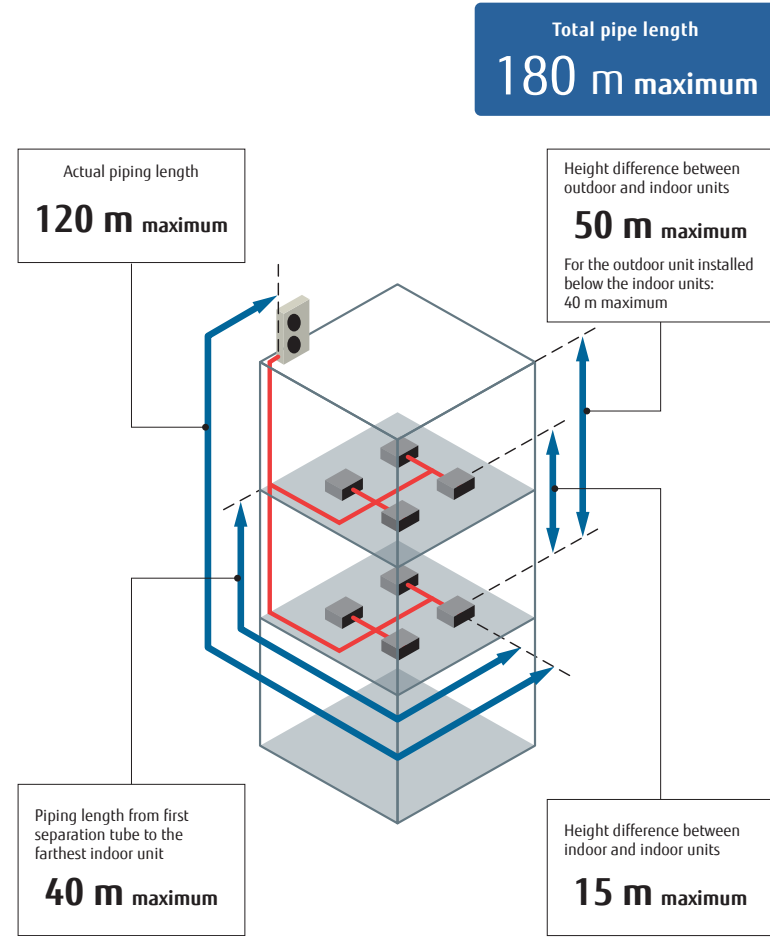 Total pipe length
180 m maximum
Actual piping length
120 m maximum
Height difference between
outdoor and indoor units
50 m maximum
For the outdoor unit installed
below the indoor units:
40 m maximum
Piping length from first
separation tube to the
farthest indoor unit
40 m maximum
Height difference between
indoor and indoor units
15 m maximum